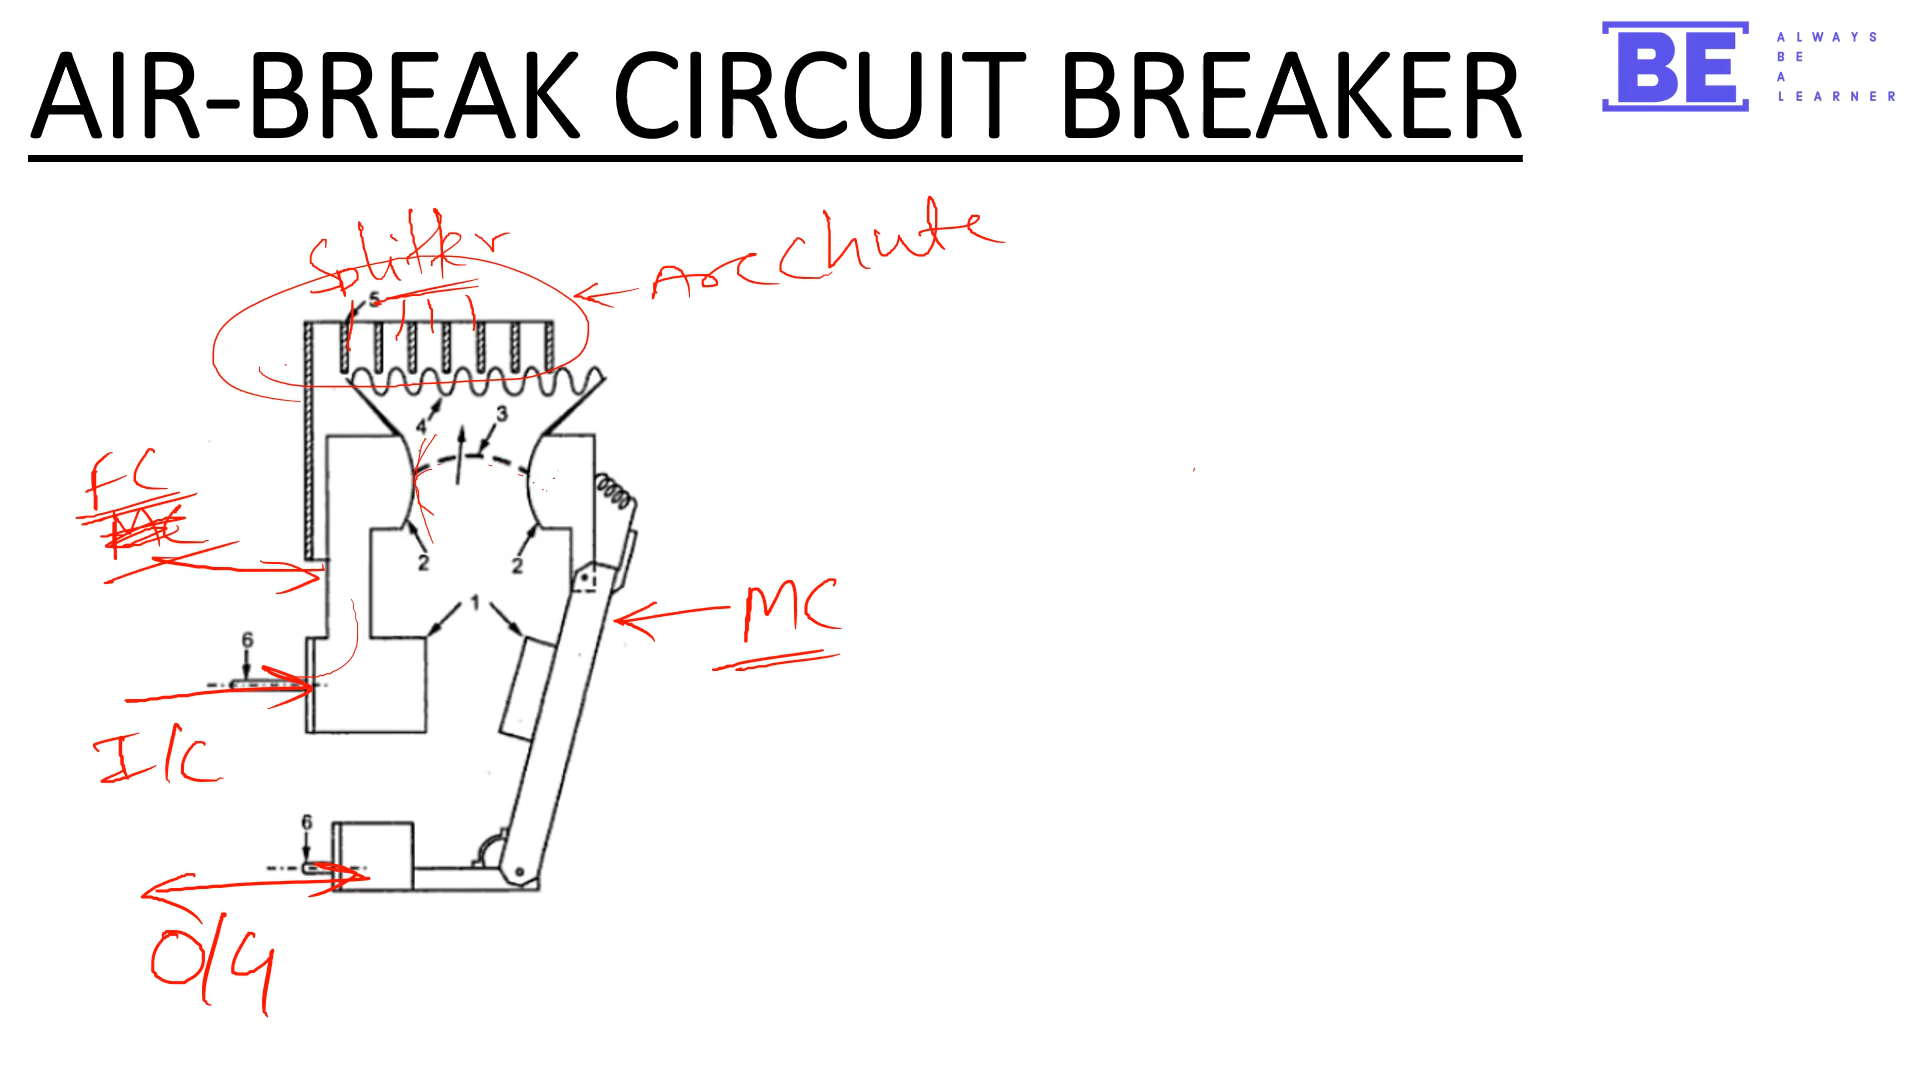 AIR-BREAK CIRCUIT BREAKER
BE
ALWAYS
BE
A
LEARNER
Splitter
Arc Chute
5
3
4
FC
2
2
1
MC
6
I/C
6
O/G